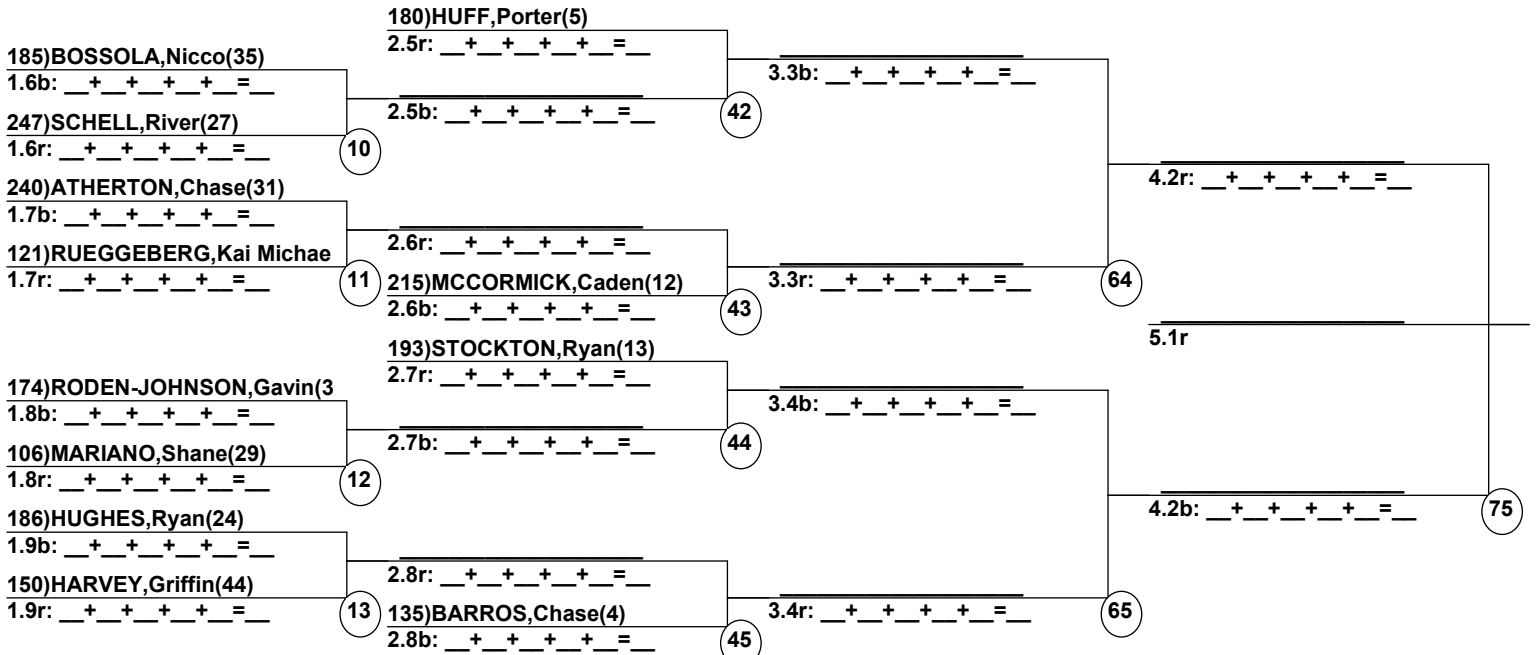 180)HUFF,Porter(5)
2.5r: __+__+__+__+__=__
185)BOSSOLA,Nicco(35)
1.6b: __+__+__+__+__=__
3.3b: __+__+__+__+__=__
2.5b: __+__+__+__+__=__
42
247)SCHELL,River(27)
1.6r: __+__+__+__+__=__
10
240)ATHERTON,Chase(31)
1.7b: __+__+__+__+__=__
4.2r: __+__+__+__+__=__
2.6r: __+__+__+__+__=__
121)RUEGGEBERG,Kai Michae
1.7r: __+__+__+__+__=__
11
215)MCCORMICK,Caden(12)
2.6b: __+__+__+__+__=__
43
3.3r: __+__+__+__+__=__
64
5.1r
193)STOCKTON,Ryan(13)
2.7r: __+__+__+__+__=__
174)RODEN-JOHNSON,Gavin(3
1.8b: __+__+__+__+__=__
3.4b: __+__+__+__+__=__
2.7b: __+__+__+__+__=__
44
106)MARIANO,Shane(29)
1.8r: __+__+__+__+__=__
12
186)HUGHES,Ryan(24)
1.9b: __+__+__+__+__=__
4.2b: __+__+__+__+__=__
75
2.8r: __+__+__+__+__=__
150)HARVEY,Griffin(44)
1.9r: __+__+__+__+__=__
13
135)BARROS,Chase(4)
2.8b: __+__+__+__+__=__
45
3.4r: __+__+__+__+__=__
65